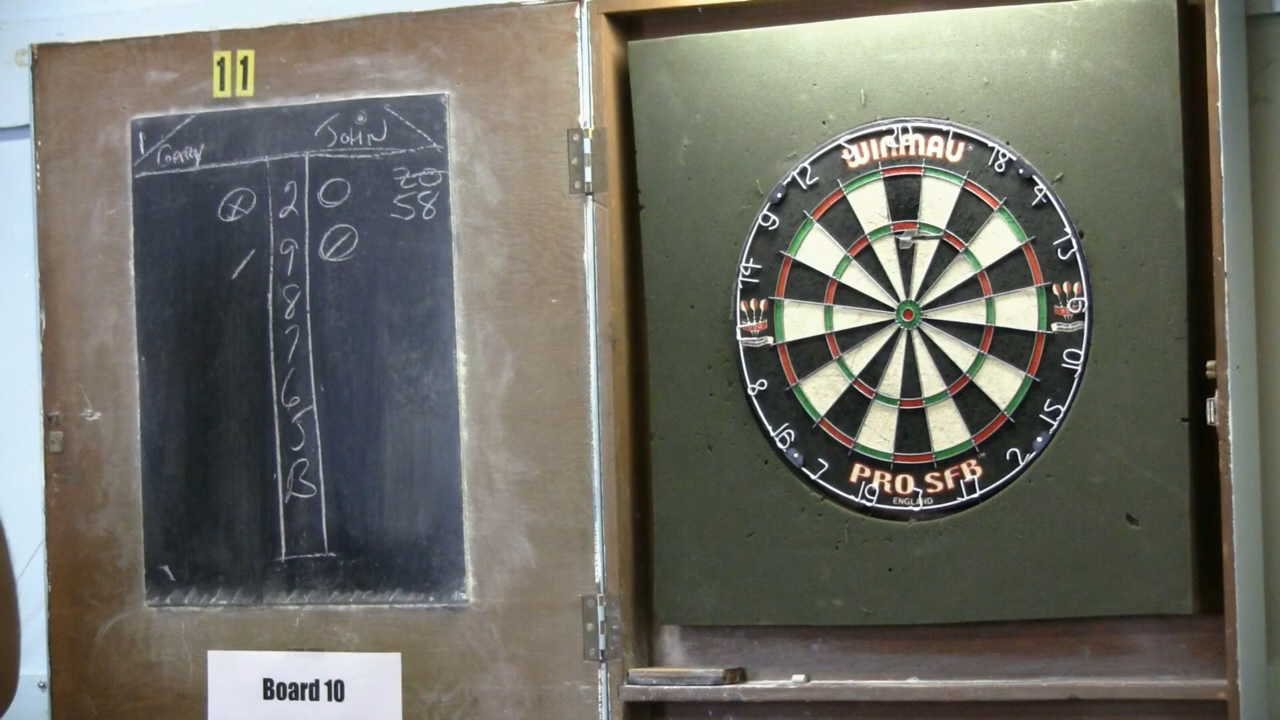 11
1 GARY JOHN
2 20
58
9
8
7
6
5
B
Board 10
WINMAU
20 1 18 4 13 6 10 15 2 17 3 19 7 16 8 11 14 9 12 5
PRO SFB
ENGLAND